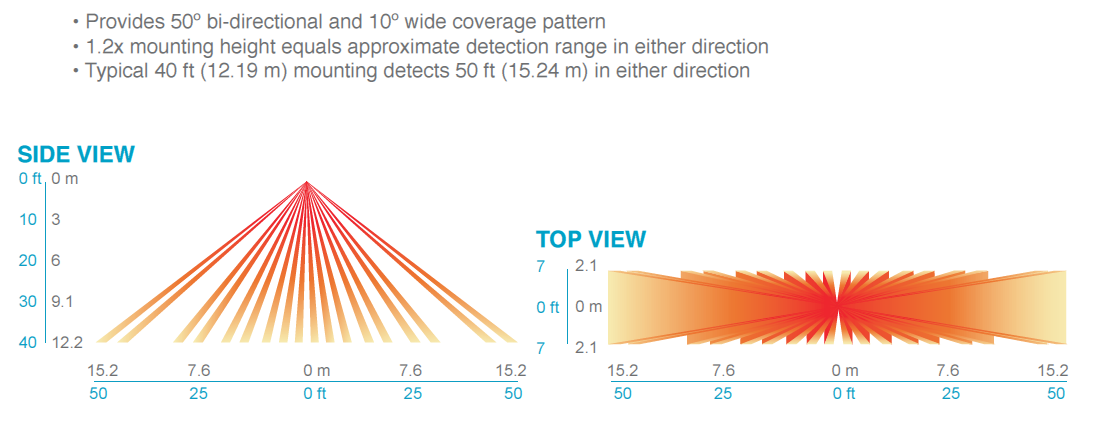 • Provides 50º bi-directional and 10º wide coverage pattern
• 1.2x mounting height equals approximate detection range in either direction
• Typical 40 ft (12.19 m) mounting detects 50 ft (15.24 m) in either direction
SIDE VIEW
0 ft 0 m
10 3
20 6
30 9.1
40 12.2
15.2 7.6 0 m 7.6 15.2
50 25 0 ft 25 50
TOP VIEW
7 2.1
0 ft 0 m
7 2.1
15.2 7.6 0 m 7.6 15.2
50 25 0 ft 25 50